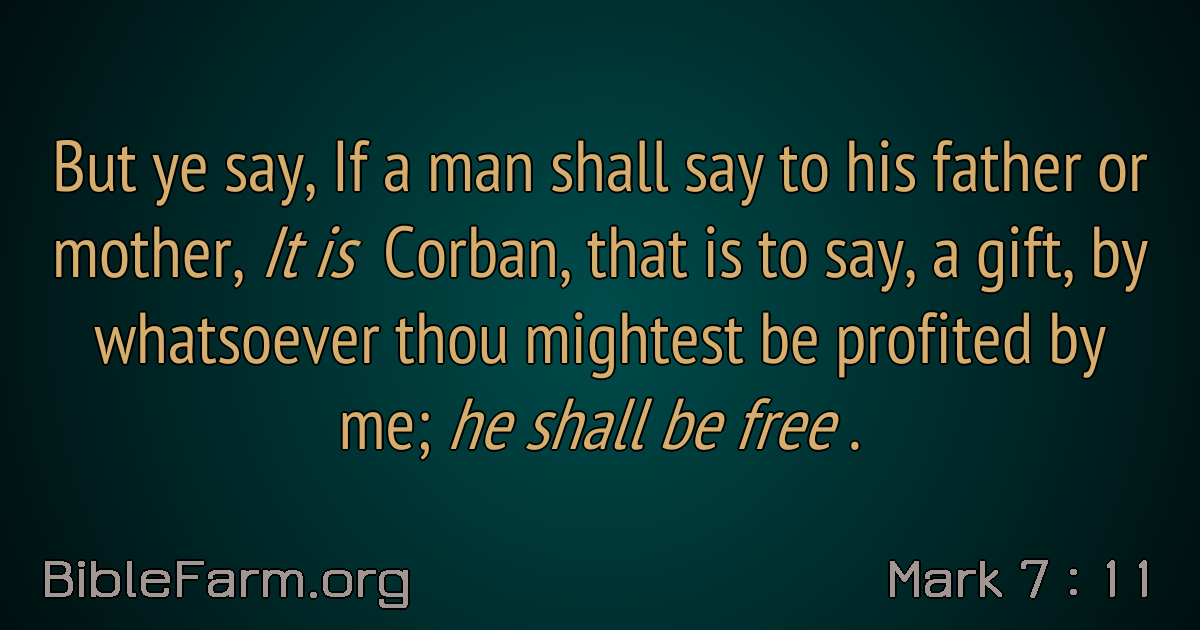 But ye say, If a man shall say to his father or
mother, It is Corban, that is to say, a gift, by
whatsoever thou mightest be profited by
me; he shall be free .
BibleFarm.org
Mark 7 : 11